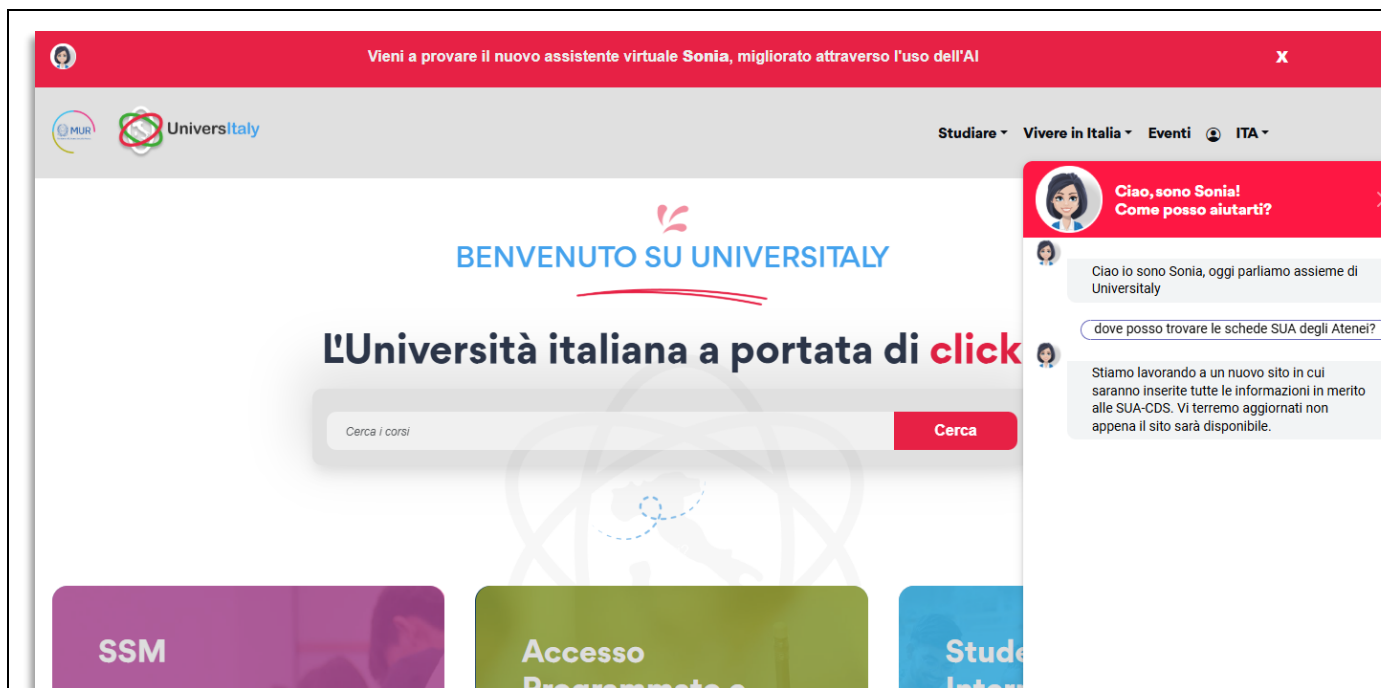 Vieni a provare il nuovo assistente virtuale Sonia, migliorato attraverso l'uso dell'AI
X
MUR
UniversItaly
Studiare
Vivere in Italia
Eventi
ITA
BENVENUTO SU UNIVERSITALY
L'Università italiana a portata di click
Cerca i corsi
Cerca
SSM
Accesso
Programmato e
Ciao, sono Sonia!
Come posso aiutarti?
Ciao io sono Sonia, oggi parliamo assieme di
Universitaly
dove posso trovare le schede SUA degli Atenei?
Stiamo lavorando a un nuovo sito in cui
saranno inserite tutte le informazioni in merito
alle SUA-CDS. Vi terremo aggiornati non
appena il sito sarà disponibile.